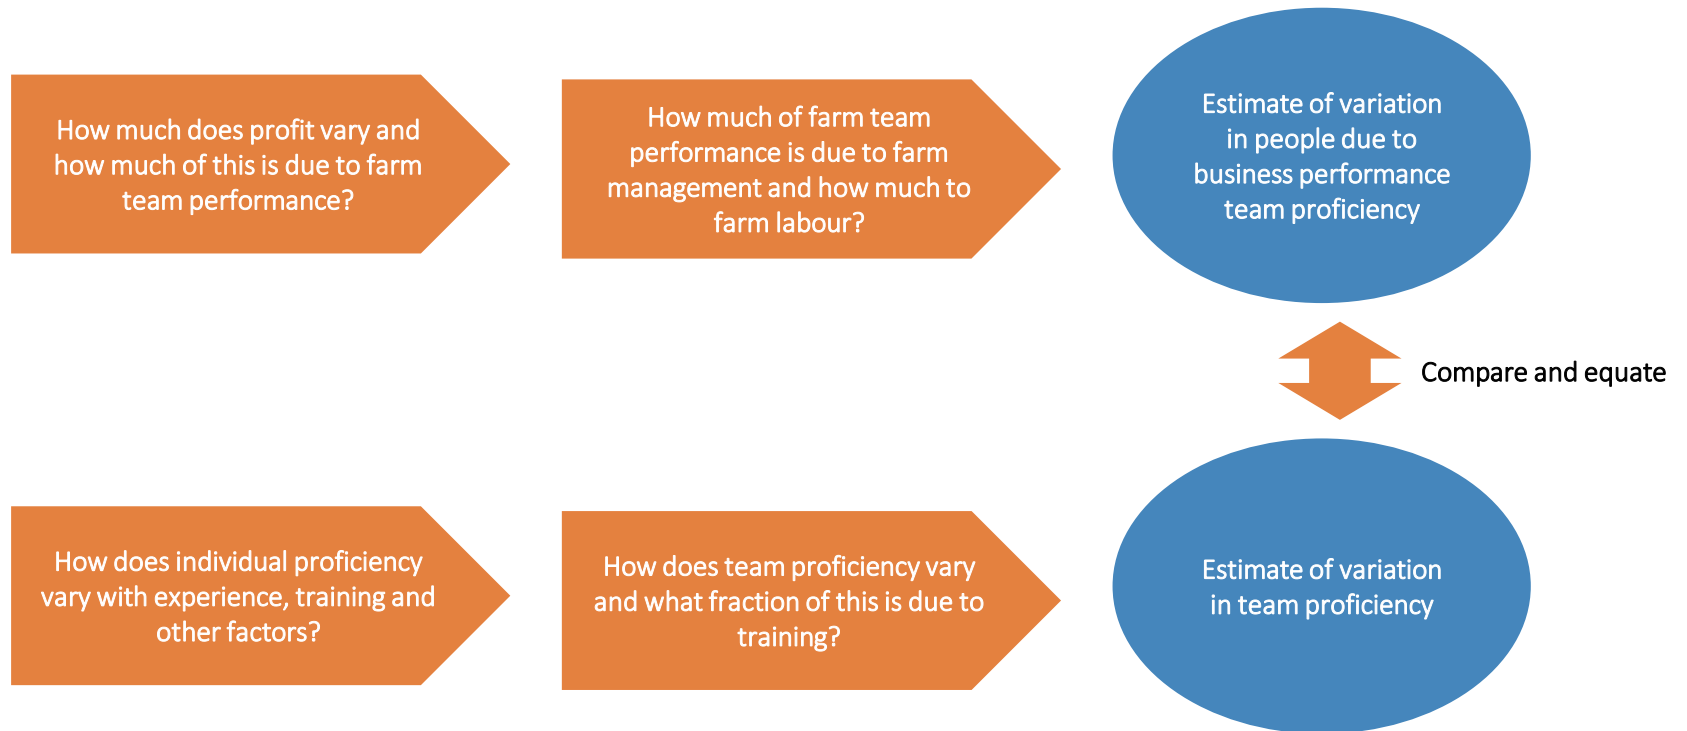 How much does profit vary and
how much of this is due to farm
team performance?
How much of farm team
performance is due to farm
management and how much to
farm labour?
Estimate of variation
in people due to
business performance
team proficiency
Compare and equate
How does individual proficiency
vary with experience, training and
other factors?
How does team proficiency vary
and what fraction of this is due to
training?
Estimate of variation
in team proficiency